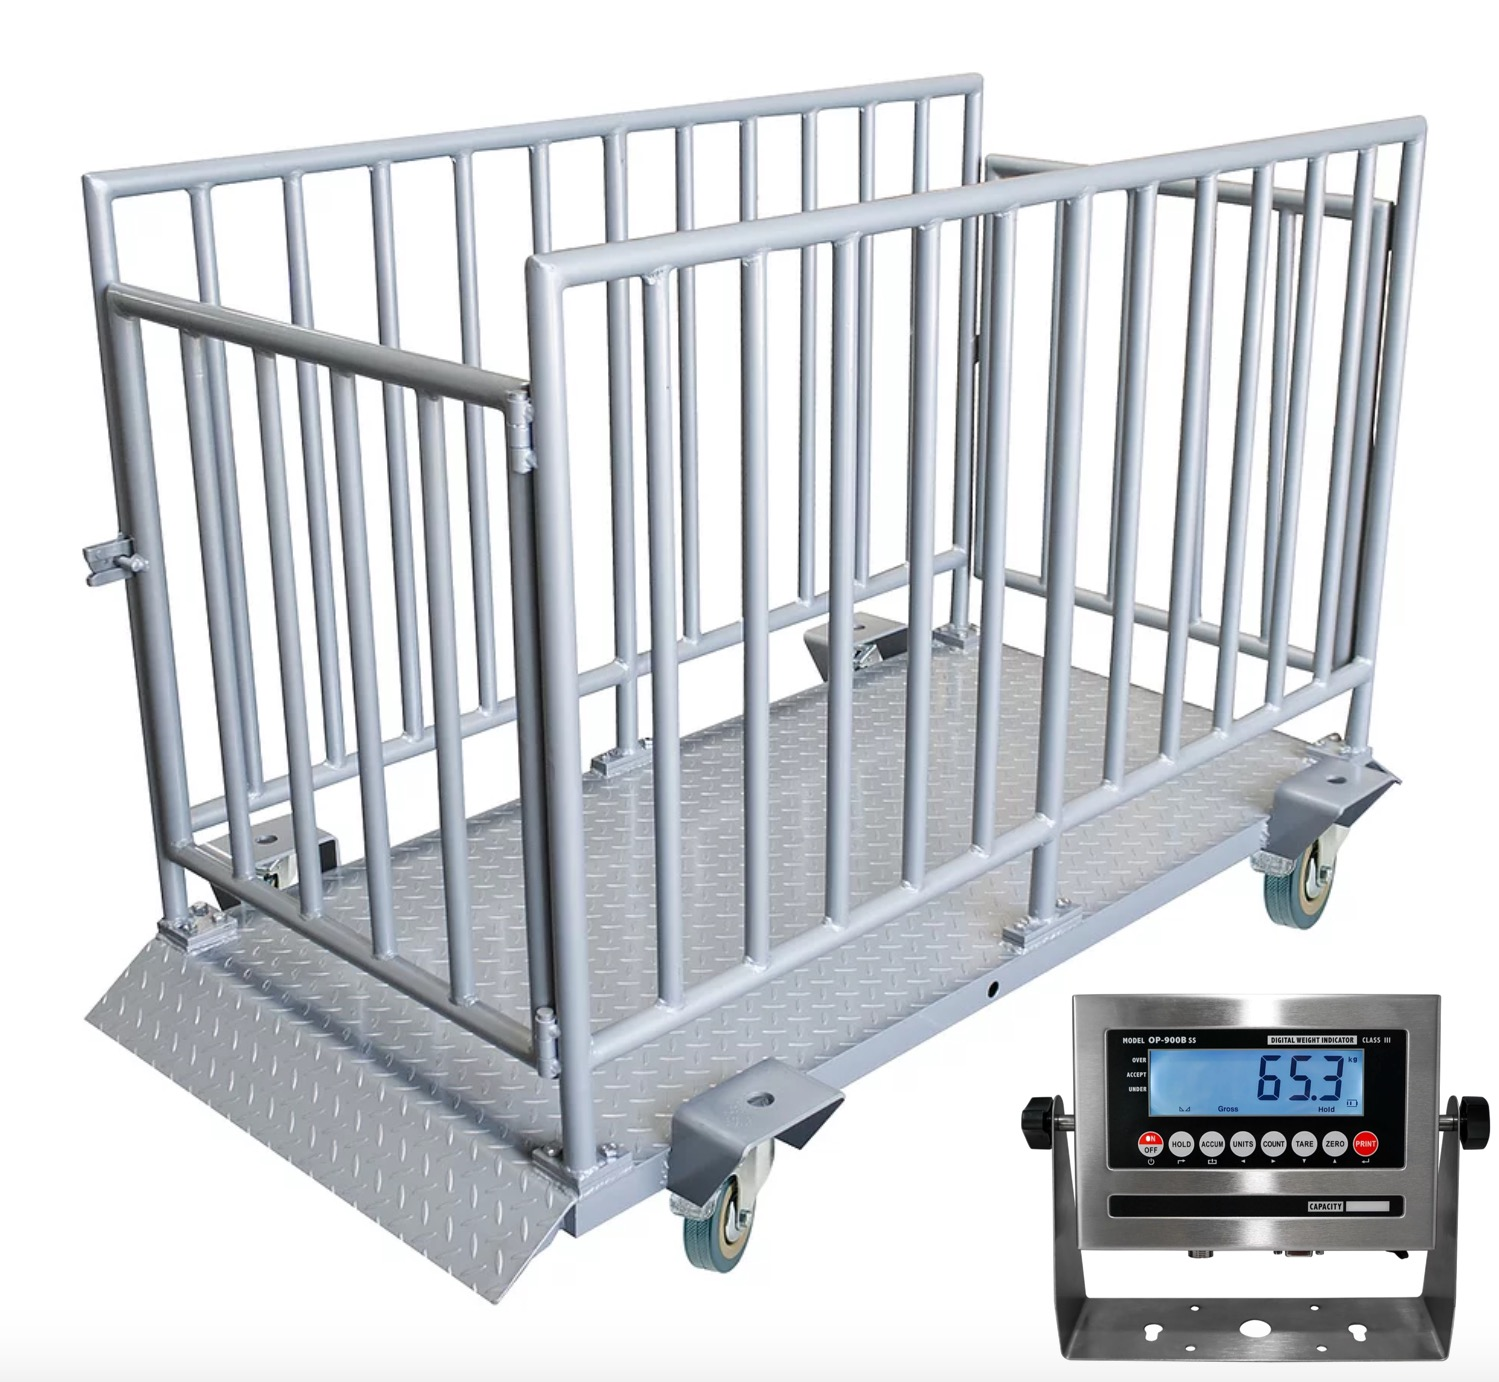 MODEL OP-900B SS DIGITAL WEIGHT INDICATOR CLASS III
OVER
ACCEPT
UNDER
65.3 kg
Gross Hold
ON
OFF HOLD ACCUM UNITS COUNT TARE ZERO PRINT
CAPACITY